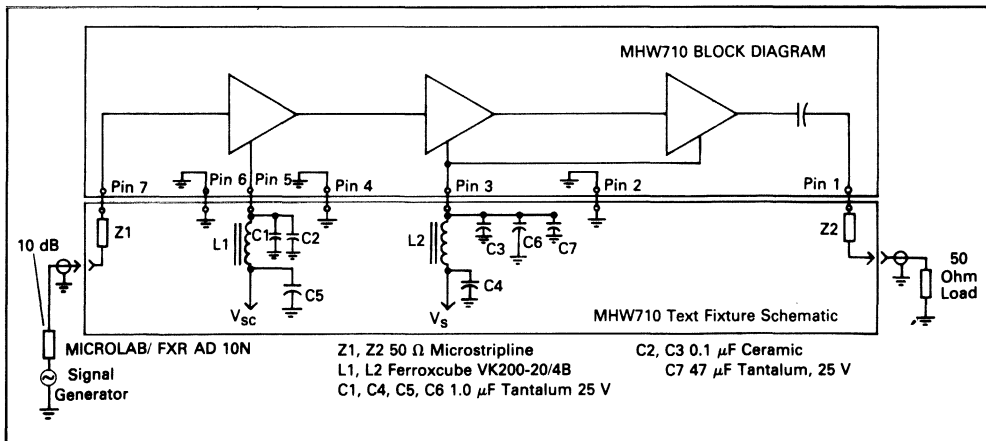 MHW710 BLOCK DIAGRAM
Pin 7
Pin 6
Pin 5
Pin 4
Pin 3
Pin 2
Pin 1
Z1
L1
C1
C2
C5
VSC
L2
C3
C6
C7
C4
VS
Z2
10 dB
50
Ohm
Load
MHW710 Text Fixture Schematic
MICROLAB/ FXR AD 10N
Signal
Generator
Z1, Z2 50 Ω Microstripline
L1, L2 Ferroxcube VK200-20/4B
C1, C4, C5, C6 1.0 μF Tantalum 25 V
C2, C3 0.1 μF Ceramic
C7 47 μF Tantalum, 25 V